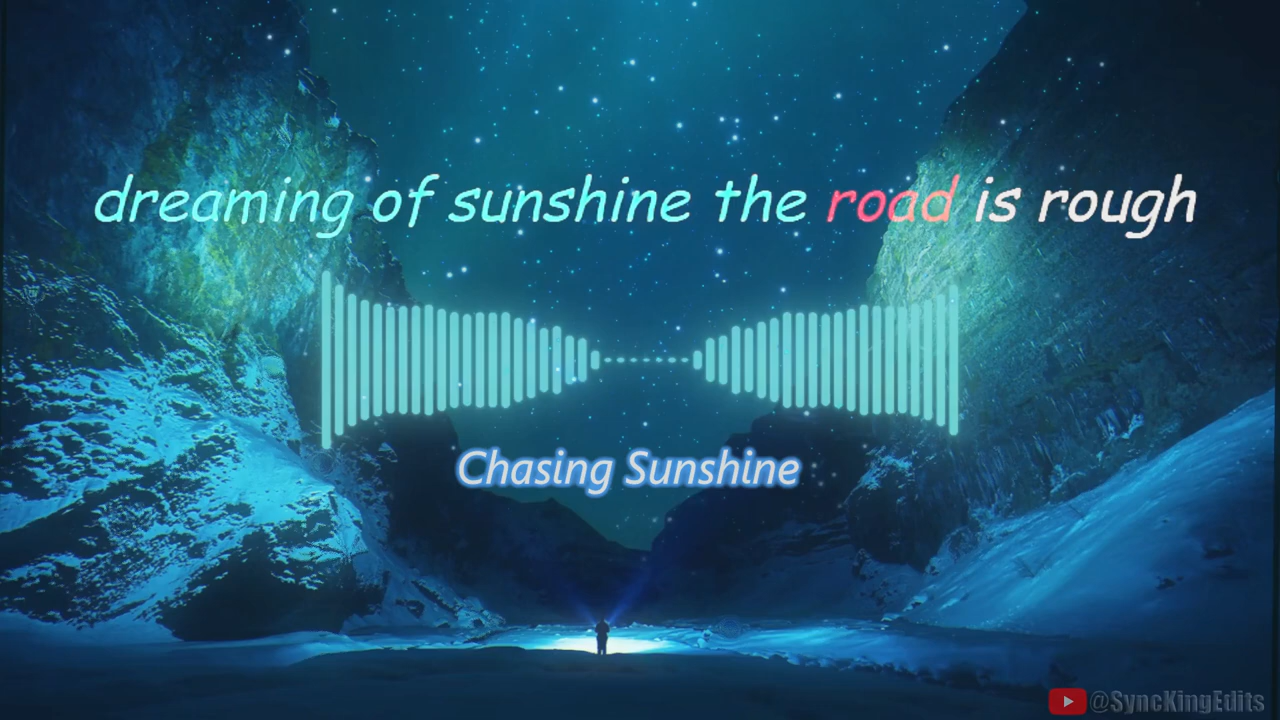 dreaming of sunshine the road is rough
Chasing Sunshine
@SyncKingEdits